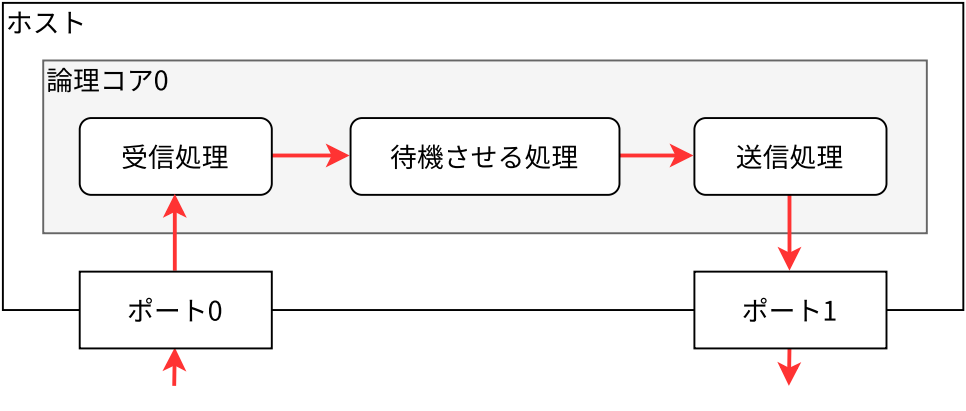 ホスト
論理コア0
受信処理
待機させる処理
送信処理
ポート0
ポート1